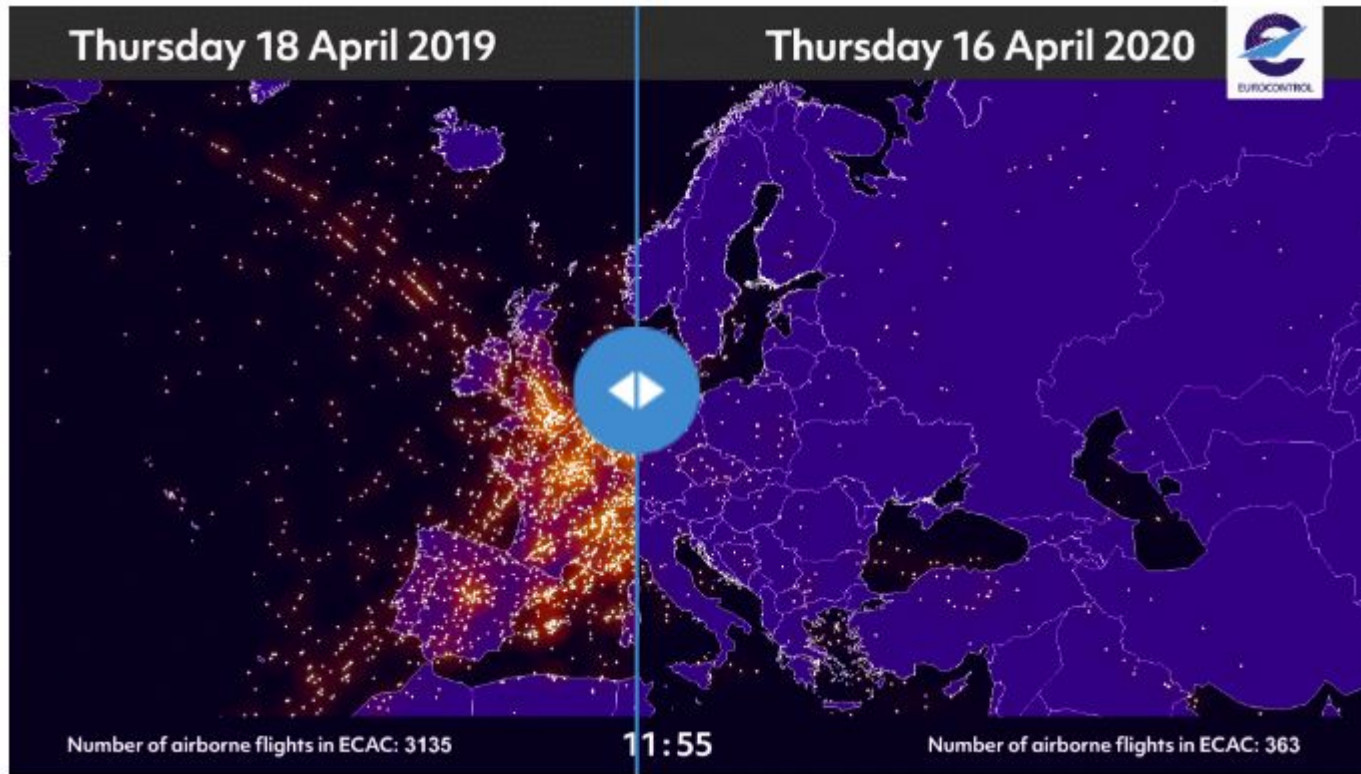 Thursday 18 April 2019
Thursday 16 April 2020
EUROCONTROL
Number of airborne flights in ECAC: 3135
11:55
Number of airborne flights in ECAC: 363